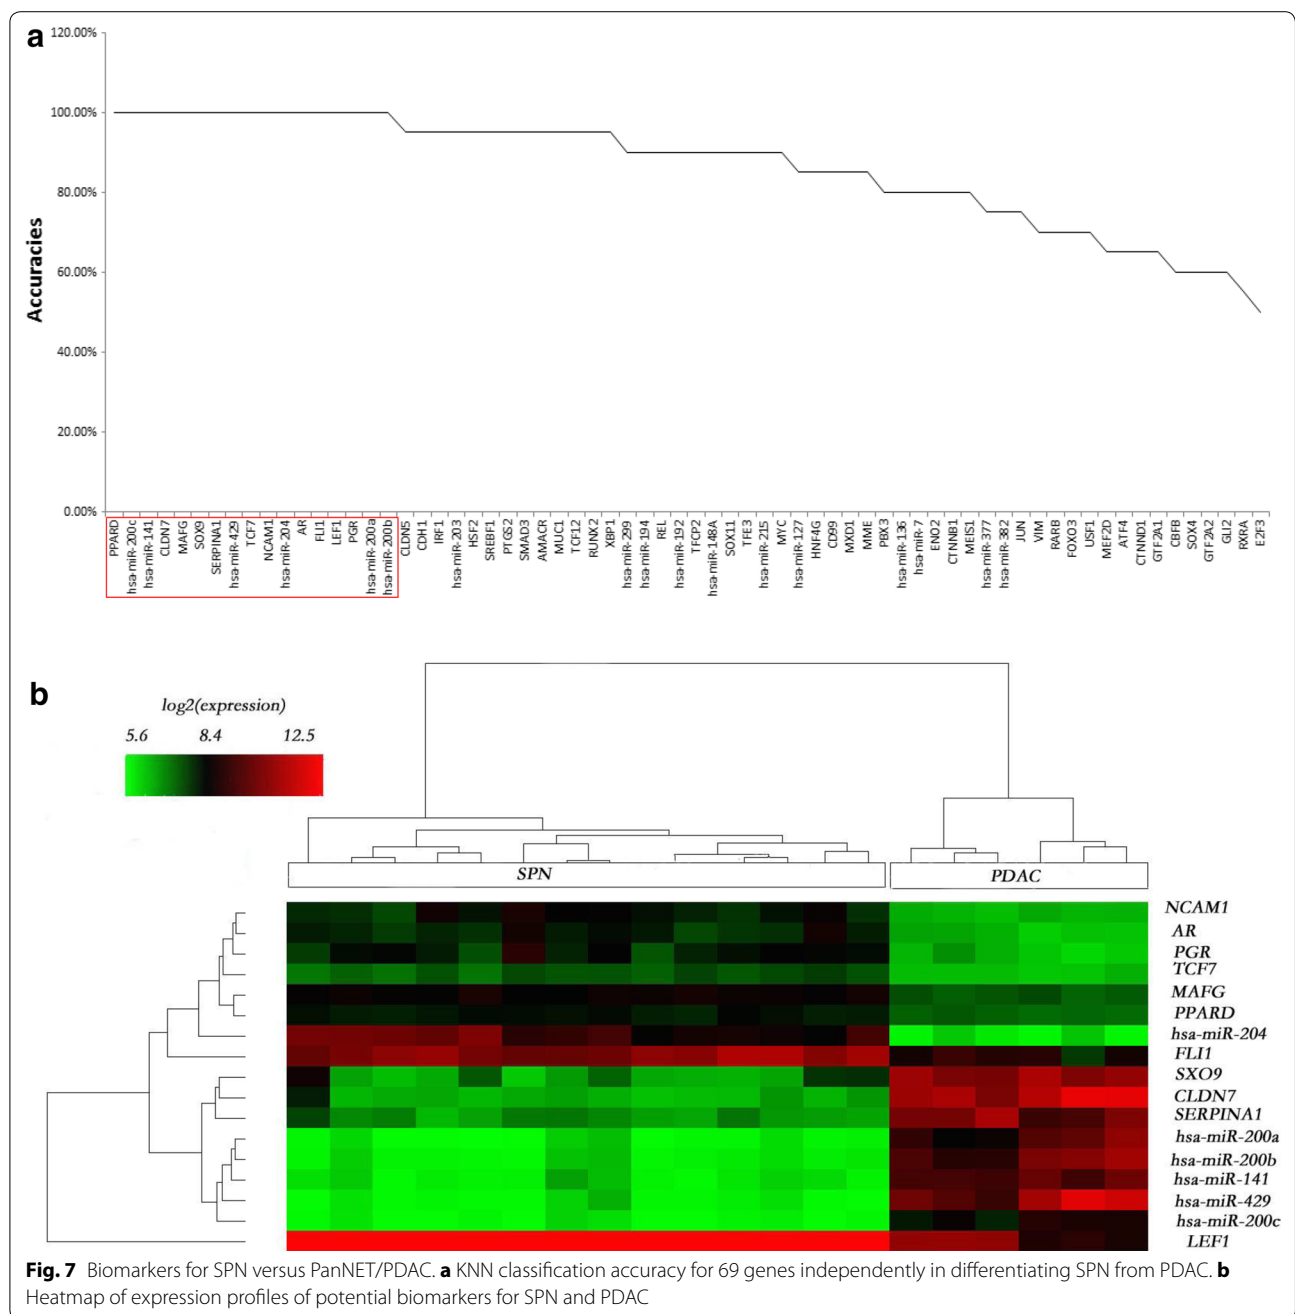 a
120.00%
100.00%
80.00%
60.00%
40.00%
20.00%
0.00%
Accuracies
PPARD
hsa-miR-200c
hsa-miR-141
CLDN7
MAFG
SOX9
SERPINA1
hsa-miR-429
TCF7
NCAM1
hsa-miR-204
AR
FLI1
LEF1
PGR
hsa-miR-200a
hsa-miR-200b
CLDN5
CDH1
IRF1
hsa-miR-203
HSF2
SREBF1
PTGS2
SMAD3
AMACR
MUC1
TCF12
RUNX2
XBP1
hsa-miR-299
hsa-miR-194
REL
hsa-miR-192
TFCP2
hsa-miR-148A
SOX11
TFE3
hsa-miR-215
MYC
hsa-miR-127
HNF4G
CD99
MXD1
MME
PBX3
hsa-miR-136
hsa-miR-7
ENO2
CTNNB1
MEIS1
hsa-miR-377
hsa-miR-382
JUN
VIM
RARB
FOXO3
USF1
MEF2D
ATF4
CTNND1
GTF2A1
CBFB
SOX4
GTF2A2
GLI2
RXRA
E2F3
b
log2(expression)
5.6 8.4 12.5
SPN PDAC
NCAM1
AR
PGR
TCF7
MAFG
PPARD
hsa-miR-204
FLI1
SXO9
CLDN7
SERPINA1
hsa-miR-200a
hsa-miR-200b
hsa-miR-141
hsa-miR-429
hsa-miR-200c
LEF1
Fig. 7 Biomarkers for SPN versus PanNET/PDAC. a KNN classification accuracy for 69 genes independently in differentiating SPN from PDAC. b
Heatmap of expression profiles of potential biomarkers for SPN and PDAC